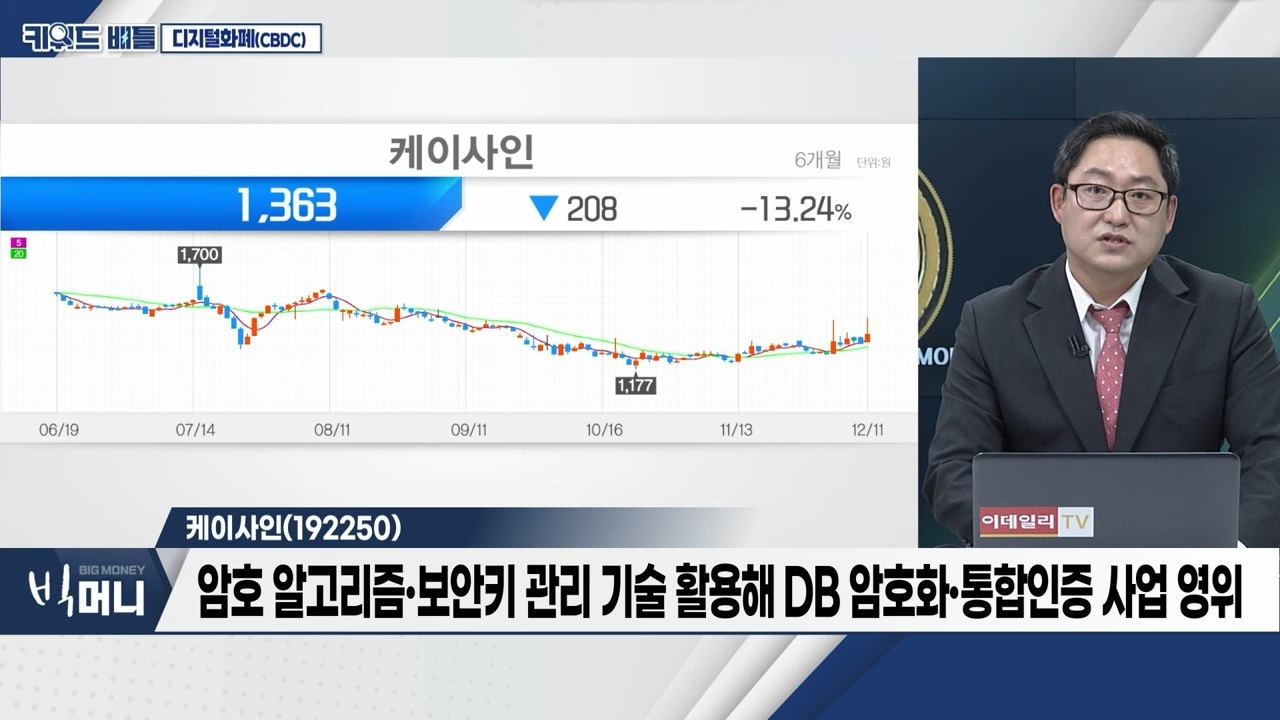 키워드 배틀 디지털화폐(CBDC)
케이사인
6개월 단위:원
1,363 ▼ 208 -13.24%
5
20
1,700
1,177
06/19 07/14 08/11 09/11 10/16 11/13 12/11
MO
이데일리 TV
케이사인(192250)
BIG MONEY
빅머니
암호 알고리즘·보안키 관리 기술 활용해 DB 암호화·통합인증 사업 영위